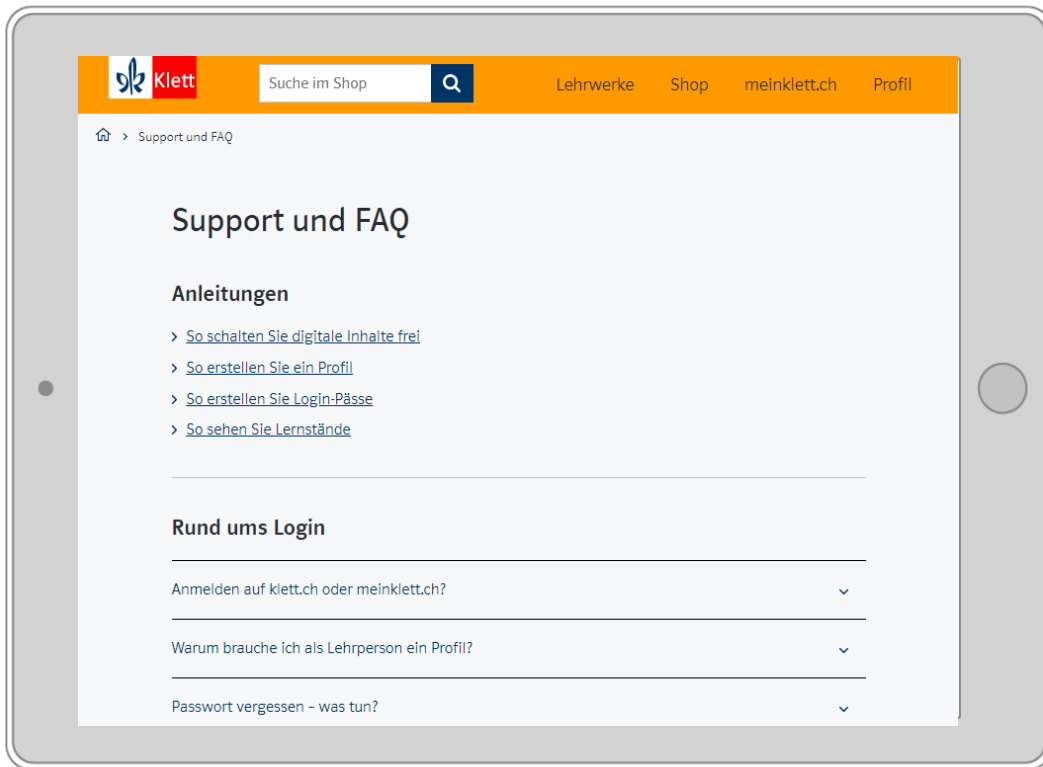 Klett
Suche im Shop
Lehrwerke Shop meinklett.ch Profil
Support und FAQ
Support und FAQ
Anleitungen
So schalten Sie digitale Inhalte frei
So erstellen Sie ein Profil
So erstellen Sie Login-Pässe
So sehen Sie Lernstände
Rund ums Login
Anmelden auf klett.ch oder meinklett.ch?
Warum brauche ich als Lehrperson ein Profil?
Passwort vergessen – was tun?